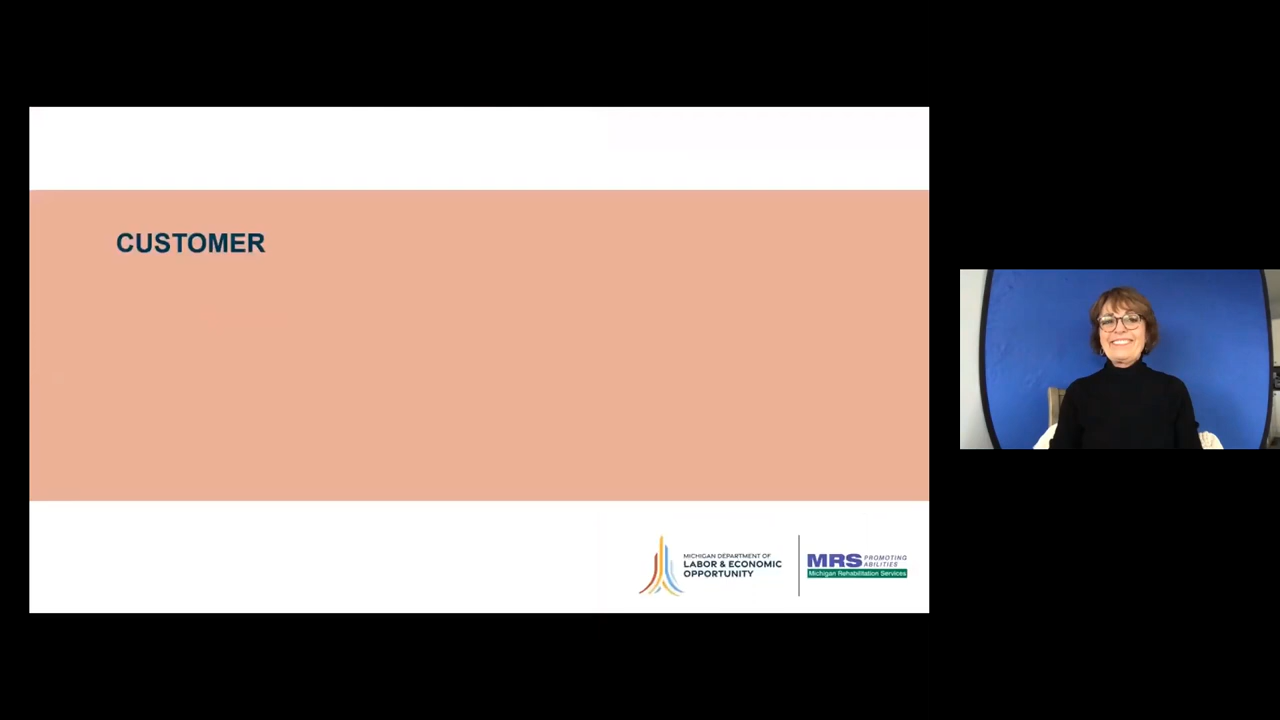 CUSTOMER
MICHIGAN DEPARTMENT OF
LABOR & ECONOMIC
OPPORTUNITY
MRS PROMOTING
ABILITIES
Michigan Rehabilitation Services